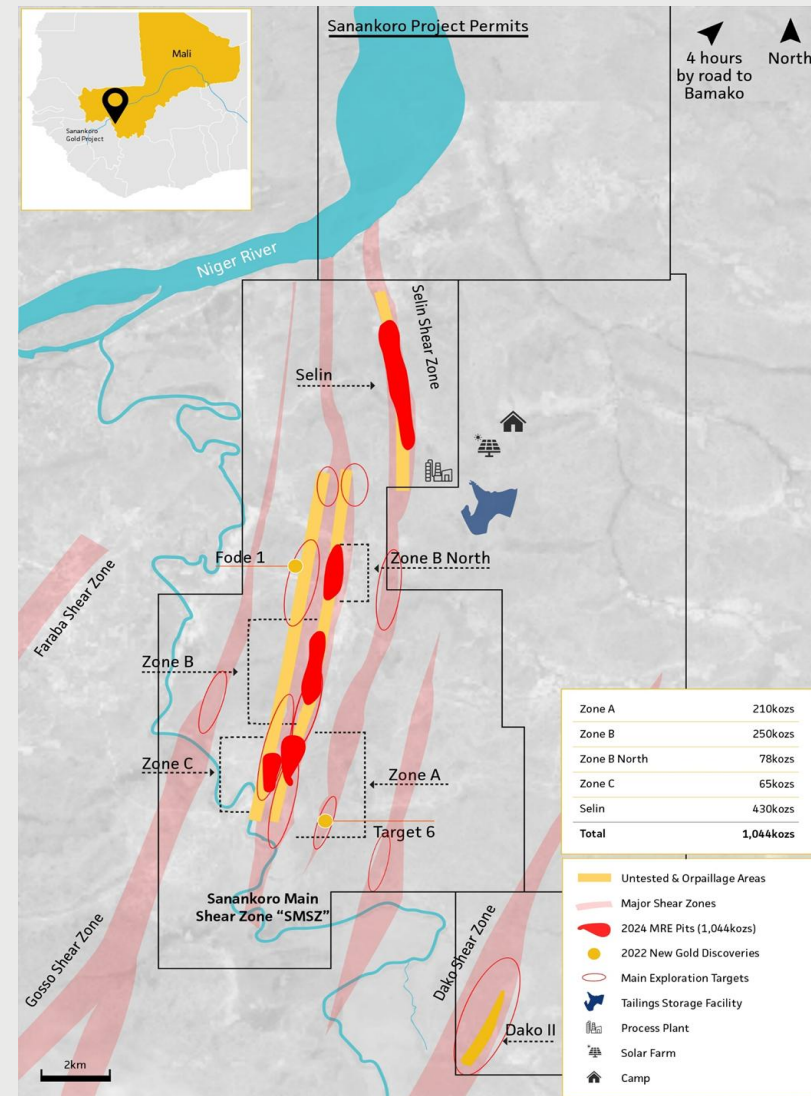 Sanankoro Project Permits
4 hours
by road to
Bamako
North
Mali
Sanankoro
Gold Project
Niger River
Selin Shear Zone
Selin
Fode 1
Zone B North
Faraba Shear Zone
Zone B
Zone C
Zone A
Target 6
Sanankoro Main
Shear Zone “SMSZ”
Gosso Shear Zone
Dako Shear Zone
Dako II
2km
Zone A 210kozs
Zone B 250kozs
Zone B North 78kozs
Zone C 65kozs
Selin 430kozs
Total 1,044kozs
Untested & Orpaillage Areas
Major Shear Zones
2024 MRE Pits (1,044kozs)
2022 New Gold Discoveries
Main Exploration Targets
Tailings Storage Facility
Process Plant
Solar Farm
Camp